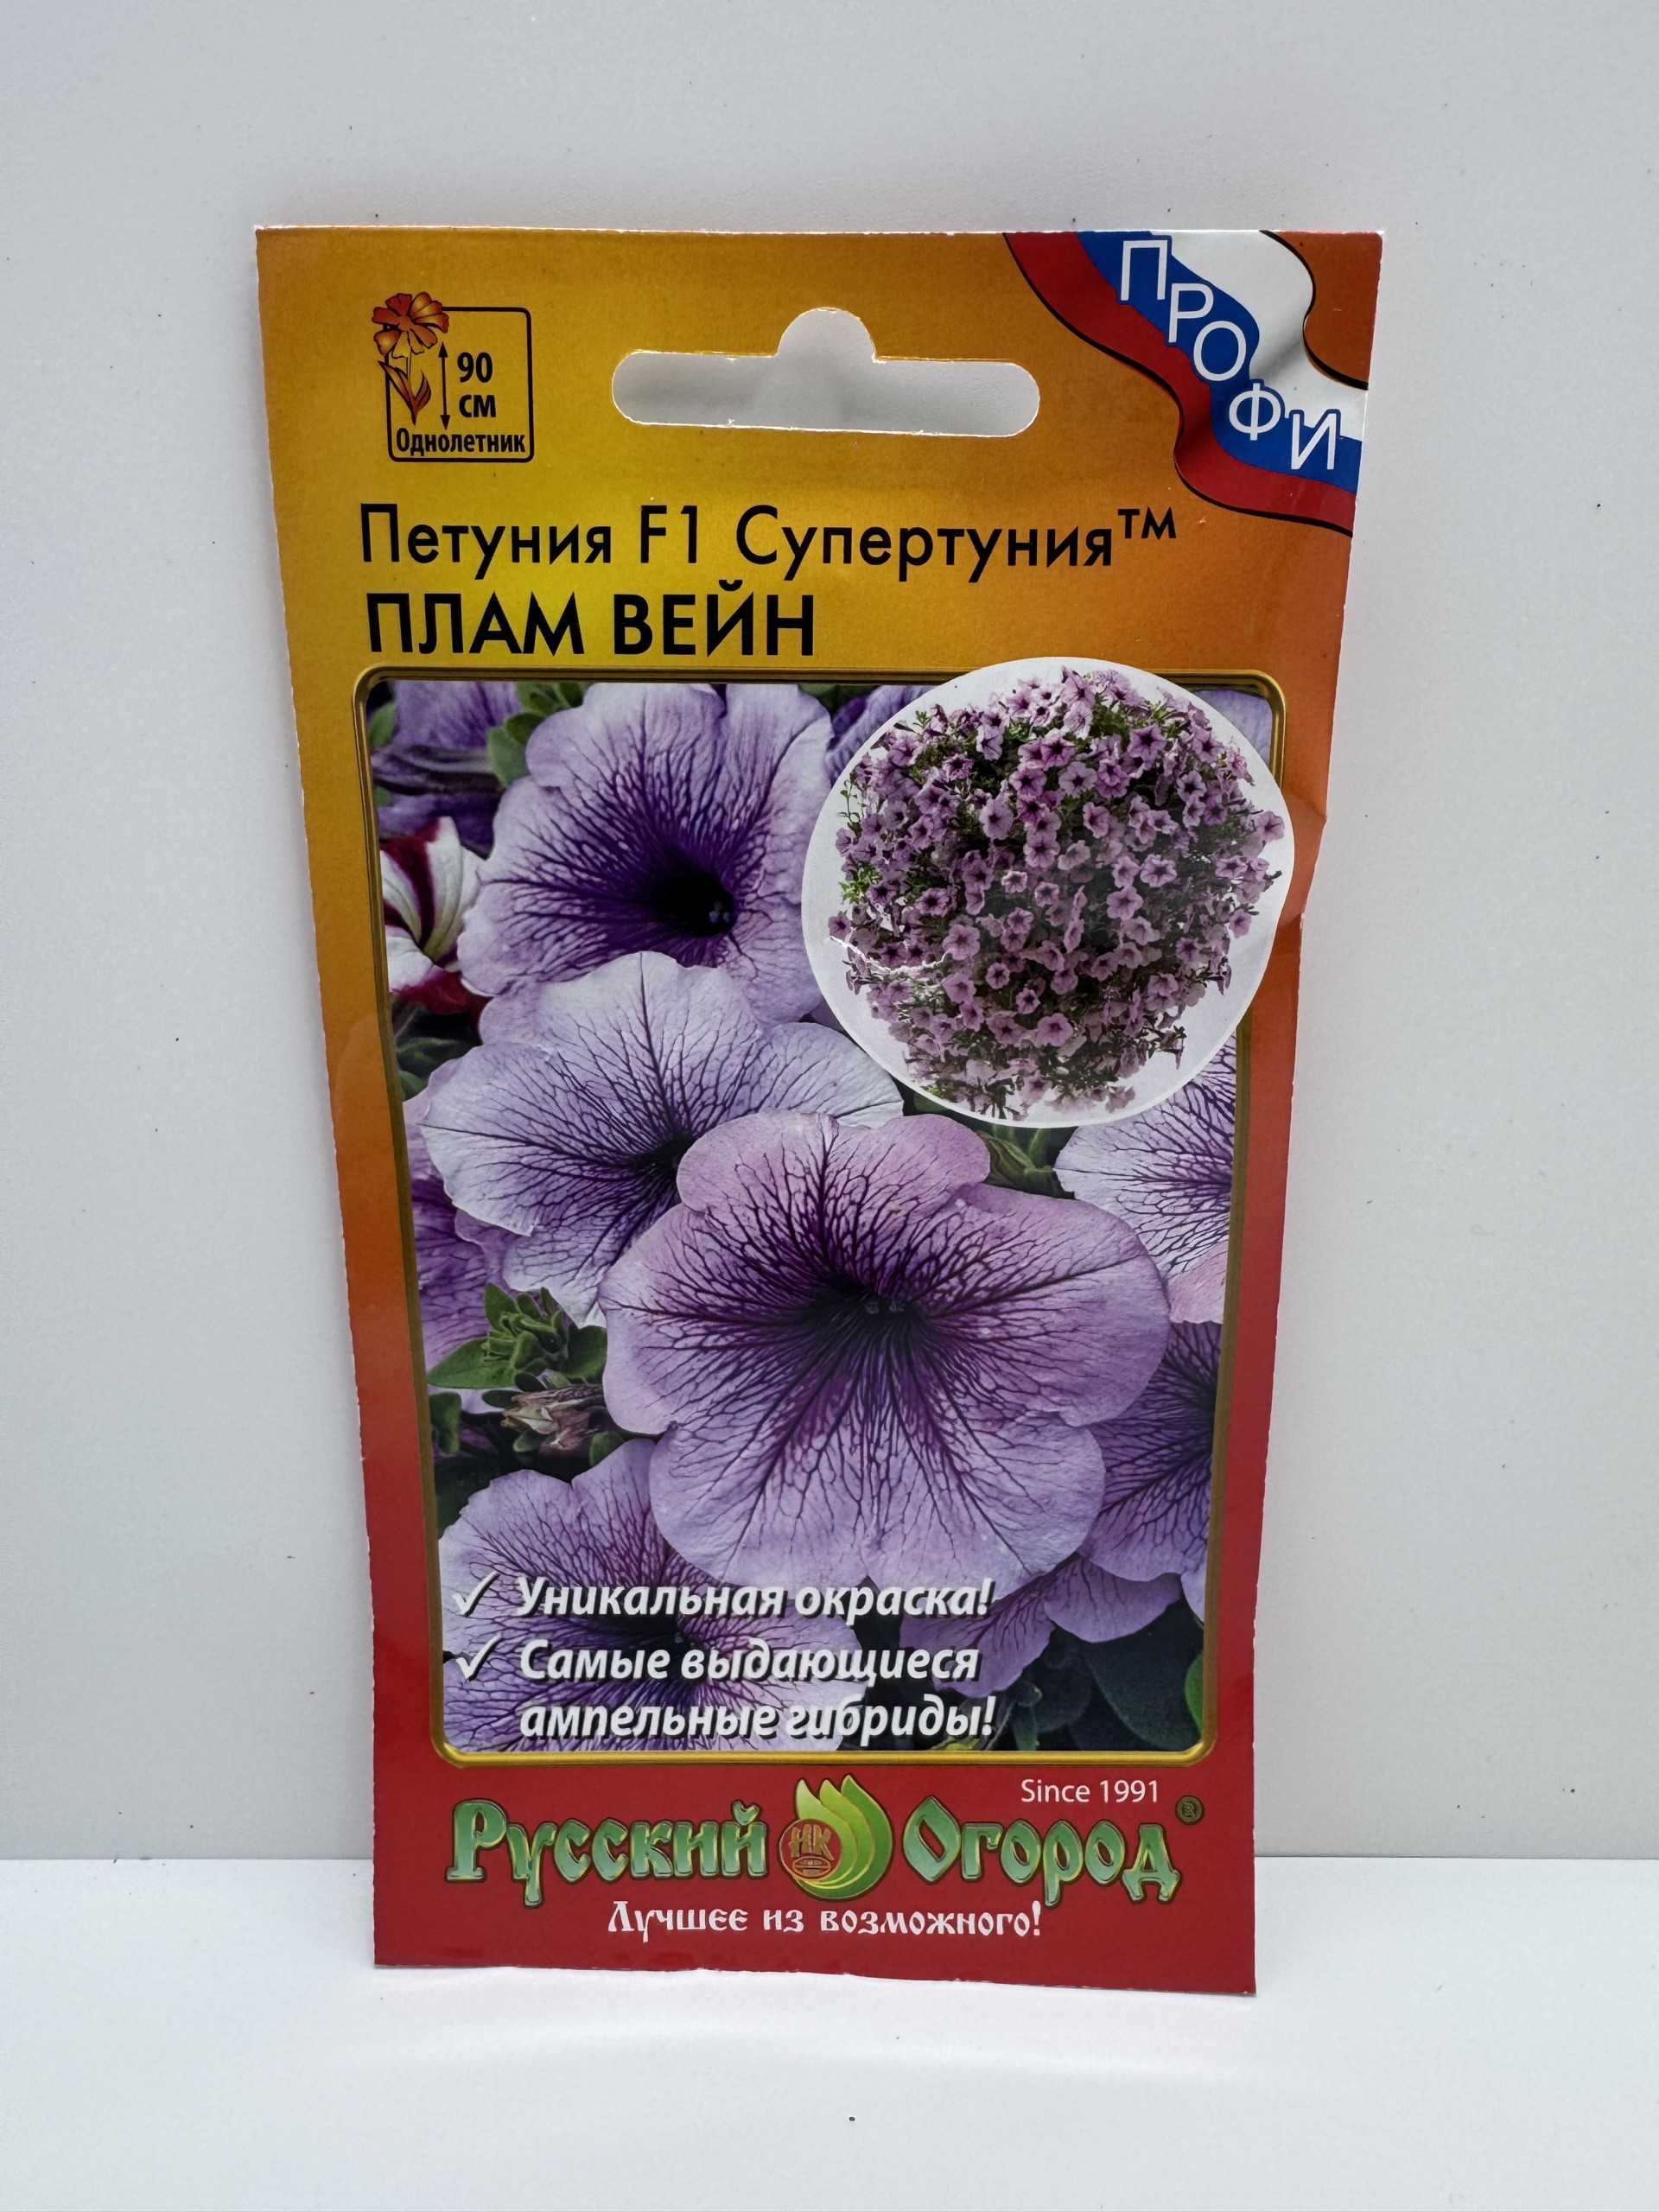 ПРОФИ
90
см
Однолетник
Петуния F1 Супертуния™
ПЛАМ ВЕЙН
✓ Уникальная окраска!
✓ Самые выдающиеся
ампельные гибриды!
Since 1991
Русский НК Огород®
Лучшее из возможного!